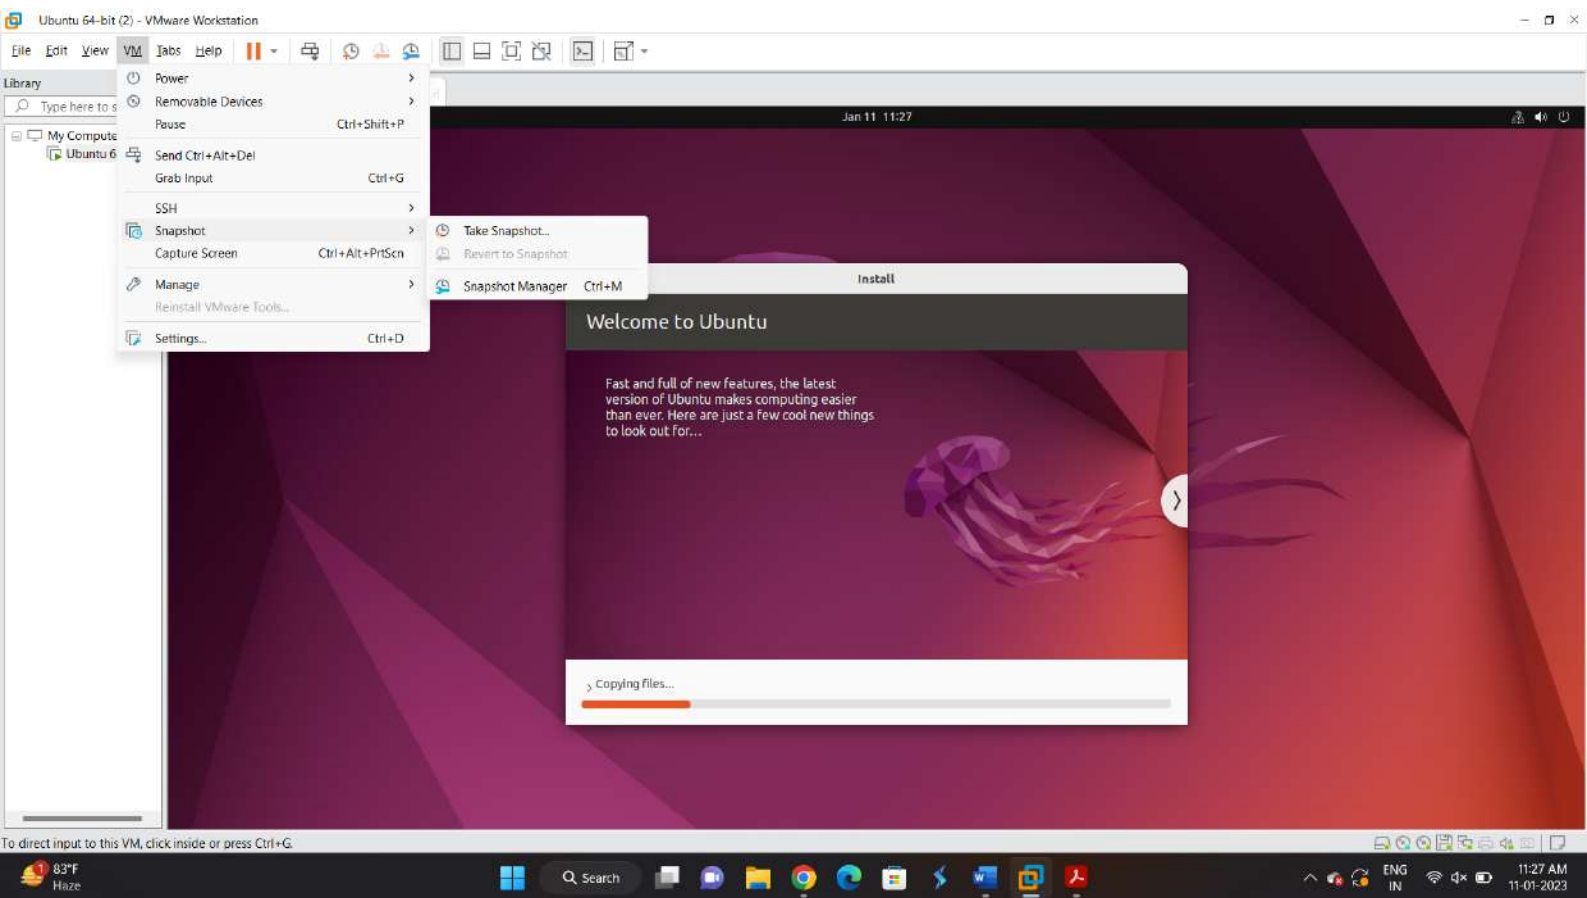 Ubuntu 64-bit (2) - VMware Workstation
File Edit View VM Tabs Help
Library
Type here to s
My Compute
Ubuntu 6
Power
Removable Devices
Pause Ctrl+Shift+P
Send Ctrl+Alt+Del
Grab Input Ctrl+G
SSH
Snapshot
Capture Screen Ctrl+Alt+PrtScn
Manage
Reinstall VMware Tools...
Settings... Ctrl+D
Take Snapshot...
Revert to Snapshot
Snapshot Manager Ctrl+M
Jan 11 11:27
Install
Welcome to Ubuntu
Fast and full of new features, the latest
version of Ubuntu makes computing easier
than ever. Here are just a few cool new things
to look out for...
Copying files...
To direct input to this VM, click inside or press Ctrl+G.
1
83°F
Haze
Search
ENG
IN
11:27 AM
11-01-2023